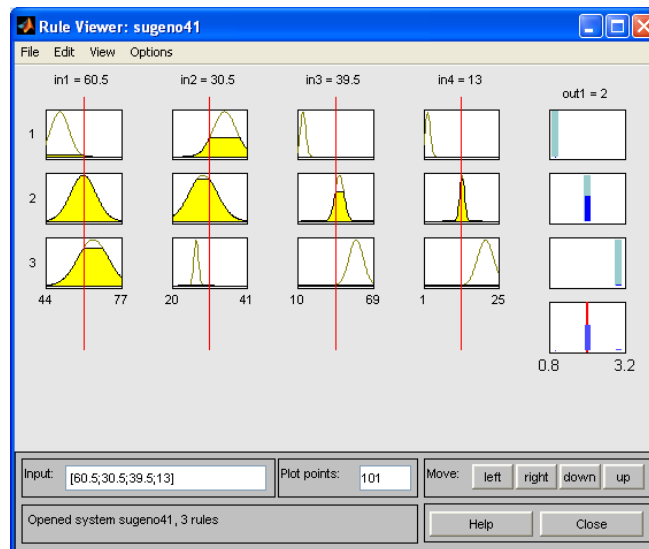 Rule Viewer: sugeno41
File Edit View Options
in1 = 60.5 in2 = 30.5 in3 = 39.5 in4 = 13 out1 = 2
1
2
3
44 77 20 41 10 69 1 25
0.8 3.2
Input: [60.5;30.5;39.5;13] Plot points: 101 Move: left right down up
Opened system sugeno41, 3 rules Help Close